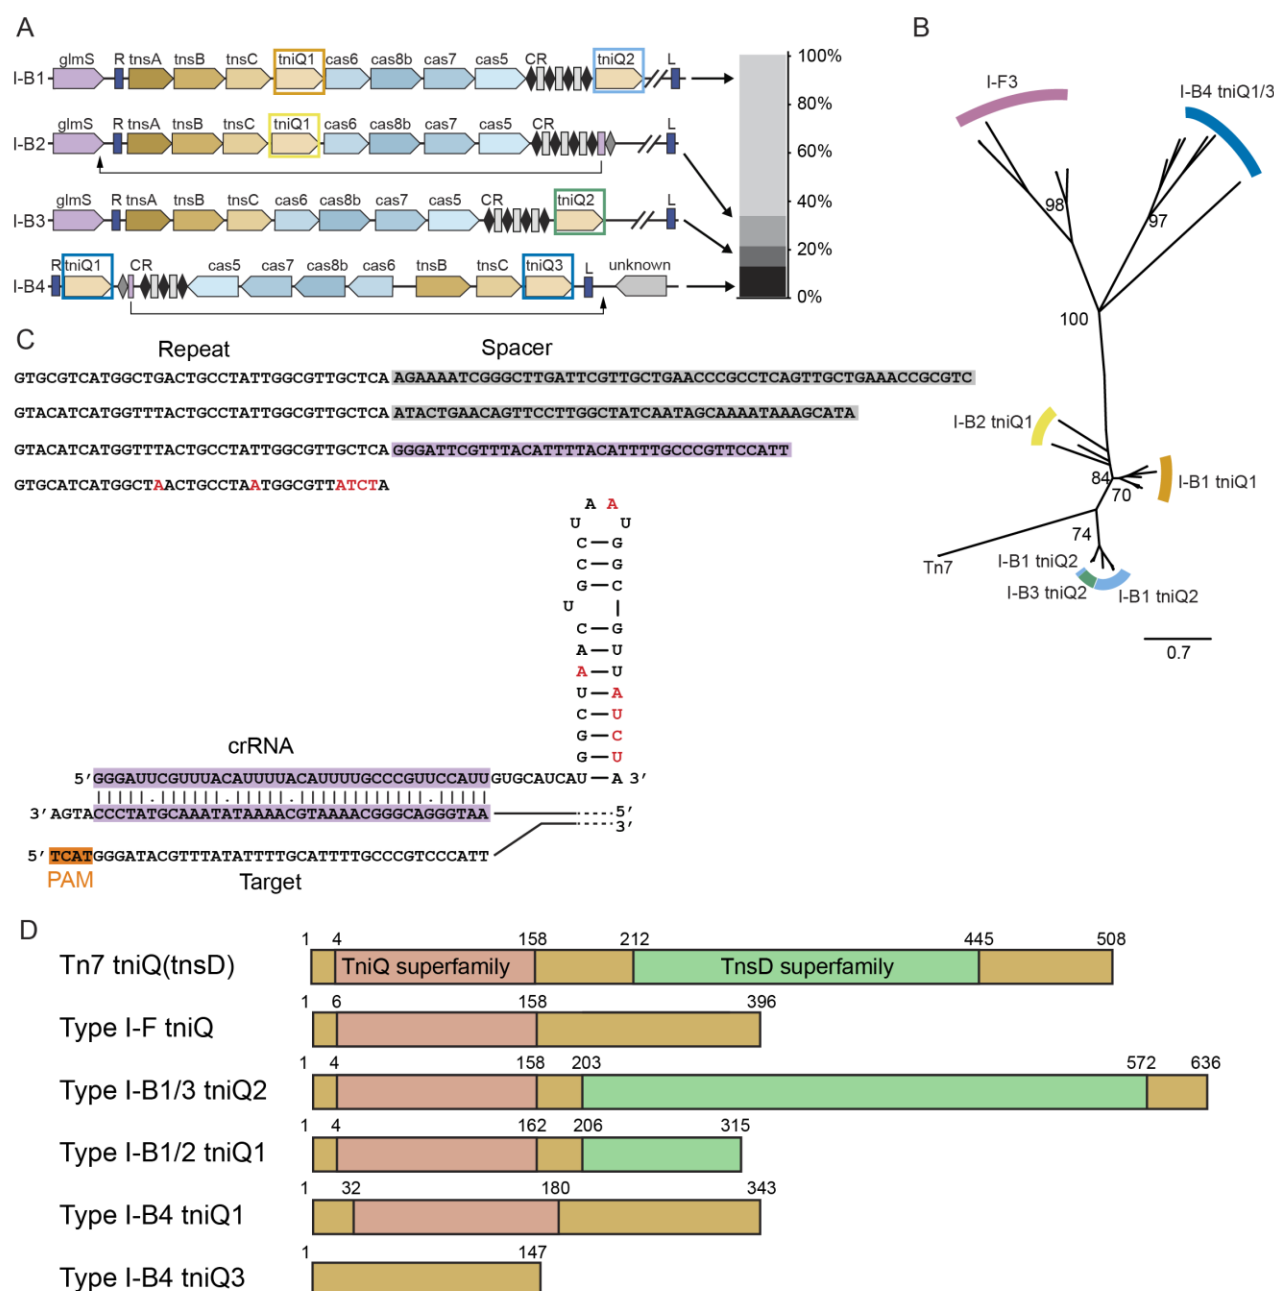 A
glmS R tnsA tnsB tnsC tniQ1 cas6 cas8b cas7 cas5 CR tniQ2 L
I-B1
glmS R tnsA tnsB tnsC tniQ1 cas6 cas8b cas7 cas5 CR L
I-B2
glmS R tnsA tnsB tnsC cas6 cas8b cas7 cas5 CR tniQ2 L
I-B3
R tniQ1 CR cas5 cas7 cas8b cas6 tnsB tnsC tniQ3 L unknown
I-B4
100%
80%
60%
40%
20%
0%
B
I-F3
I-B4 tniQ1/3
98
97
100
I-B2 tniQ1
84
70
I-B1 tniQ1
74
Tn7
I-B1 tniQ2
I-B3 tniQ2
I-B1 tniQ2
0.7
C
Repeat Spacer
GTGCGTCATGGCTGACTGCCTATTGGCGTTGCTCA AGAAAATCGGGCTTGATTCGTTGCTGAACCCGCCTCAGTTGCTGAAACCGCGTC
GTACATCATGGTTTACTGCCTATTGGCGTTGCTCA ATACTGAACAGTTCCTTGGCTATCAATAGCAAAATAAAGCATA
GTACATCATGGTTTACTGCCTATTGGCGTTGCTCA GGGATTCGTTTACATTTTACATTTTGCCCGTTCCATT
GTGCATCATGGCTAACTGCCTAATGGCGTTATCTA
A A
U U
C G
C G
G C
U
C G
A U
A U
U A
C U
G C
G U
crRNA
5′GGGAUUCGUUUACAUUUUACAUUUUGCCCGUUCCAUUGUGCAUCAU A 3′
3′AGTACCCTATGCAAATATAAAACGTAAAACGGGCAGGGTAA 5′
3′
5′ TCATGGGATACGTTTATATTTTGCATTTTGCCCGTCCCATT
PAM Target
D
1 4 158 212 445 508
Tn7 tniQ(tnsD) TniQ superfamily TnsD superfamily
1 6 158 396
Type I-F tniQ
1 4 158 203 572 636
Type I-B1/3 tniQ2
1 4 162 206 315
Type I-B1/2 tniQ1
1 32 180 343
Type I-B4 tniQ1
1 147
Type I-B4 tniQ3